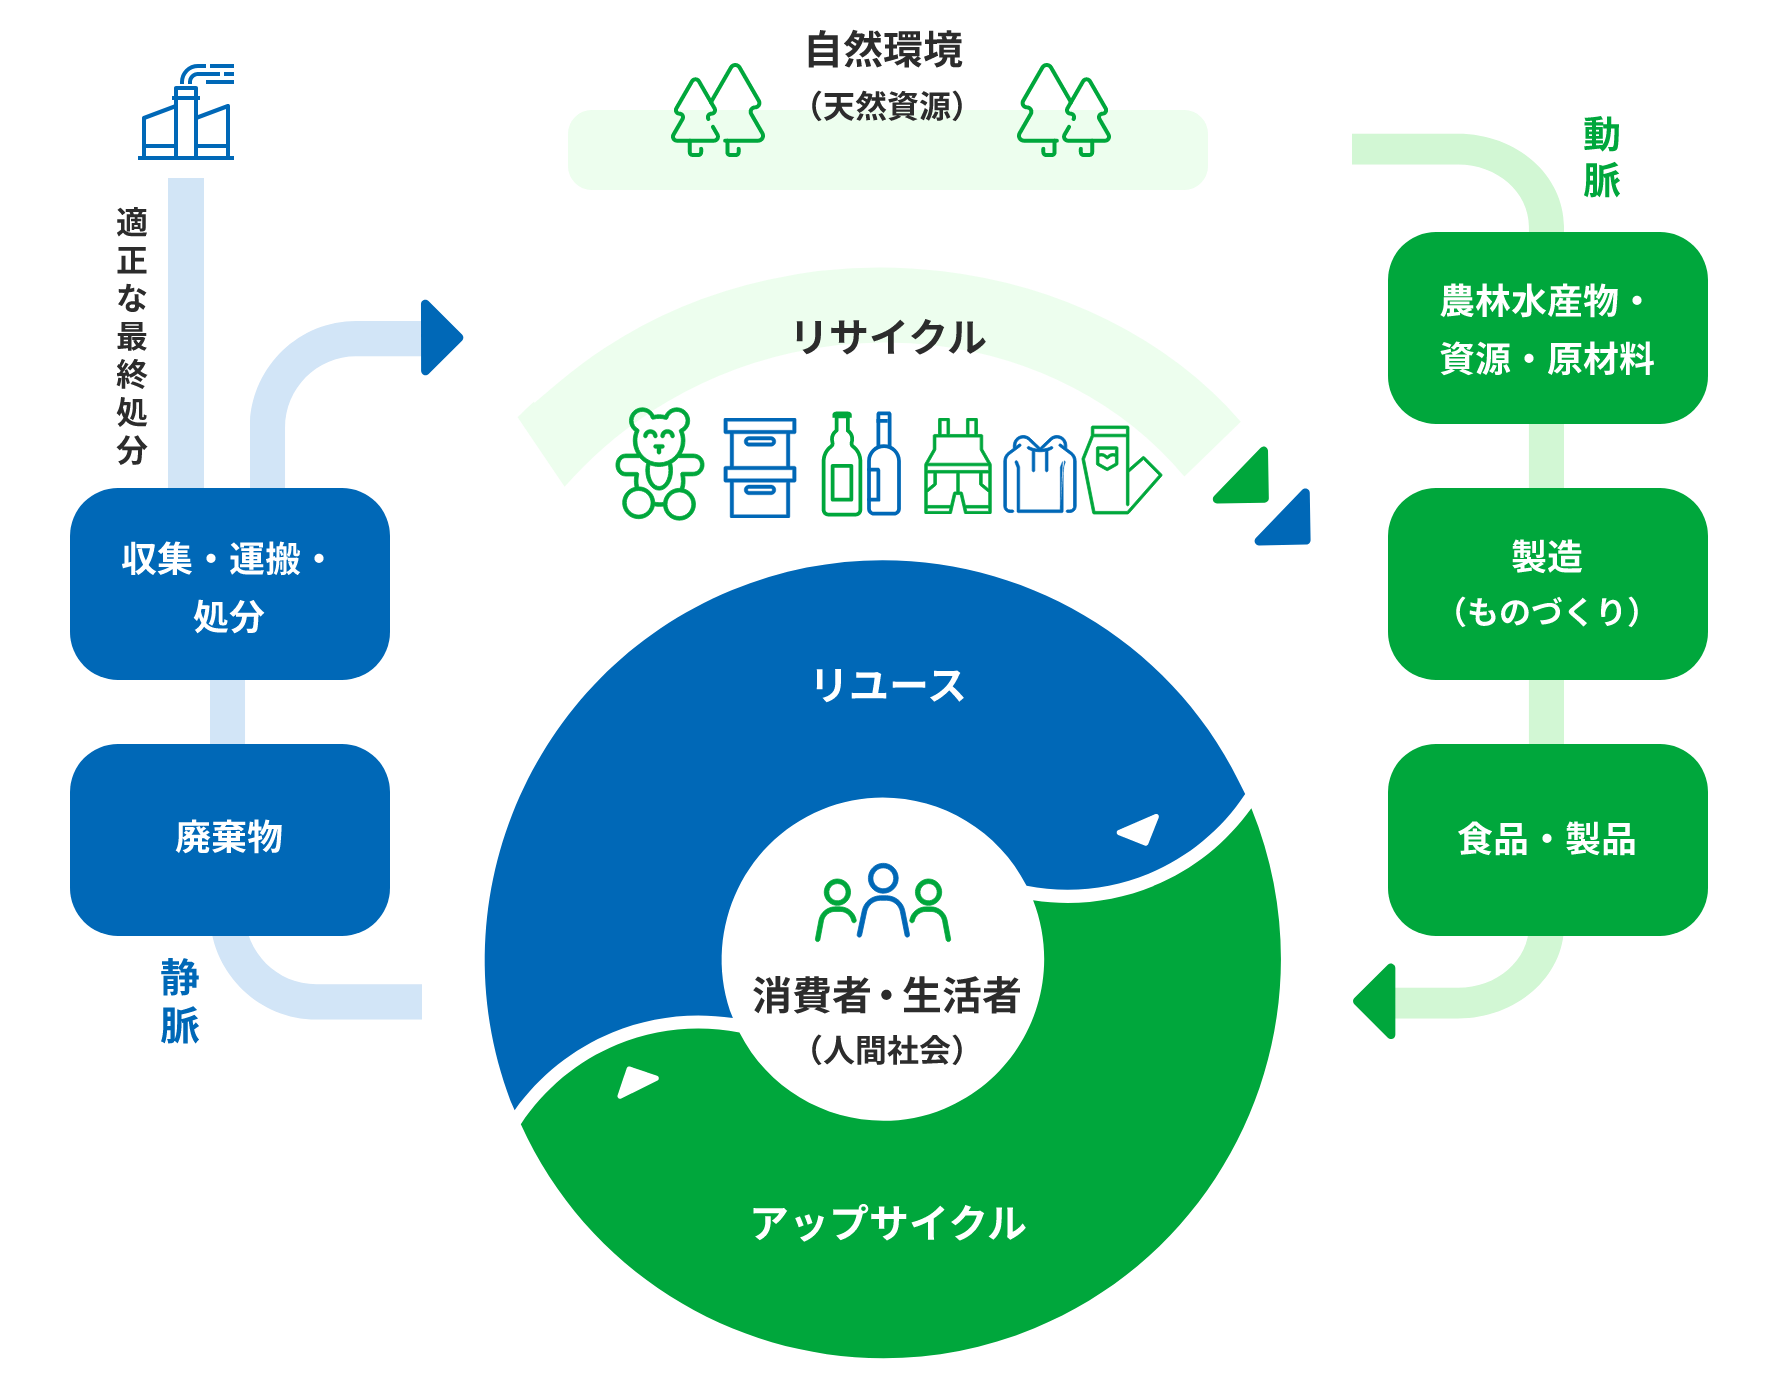 自然環境
（天然資源）
動脈
適正な最終処分
リサイクル
農林水産物・
資源・原材料
収集・運搬・
処分
製造
（ものづくり）
リユース
廃棄物
食品・製品
静脈
消費者・生活者
（人間社会）
アップサイクル